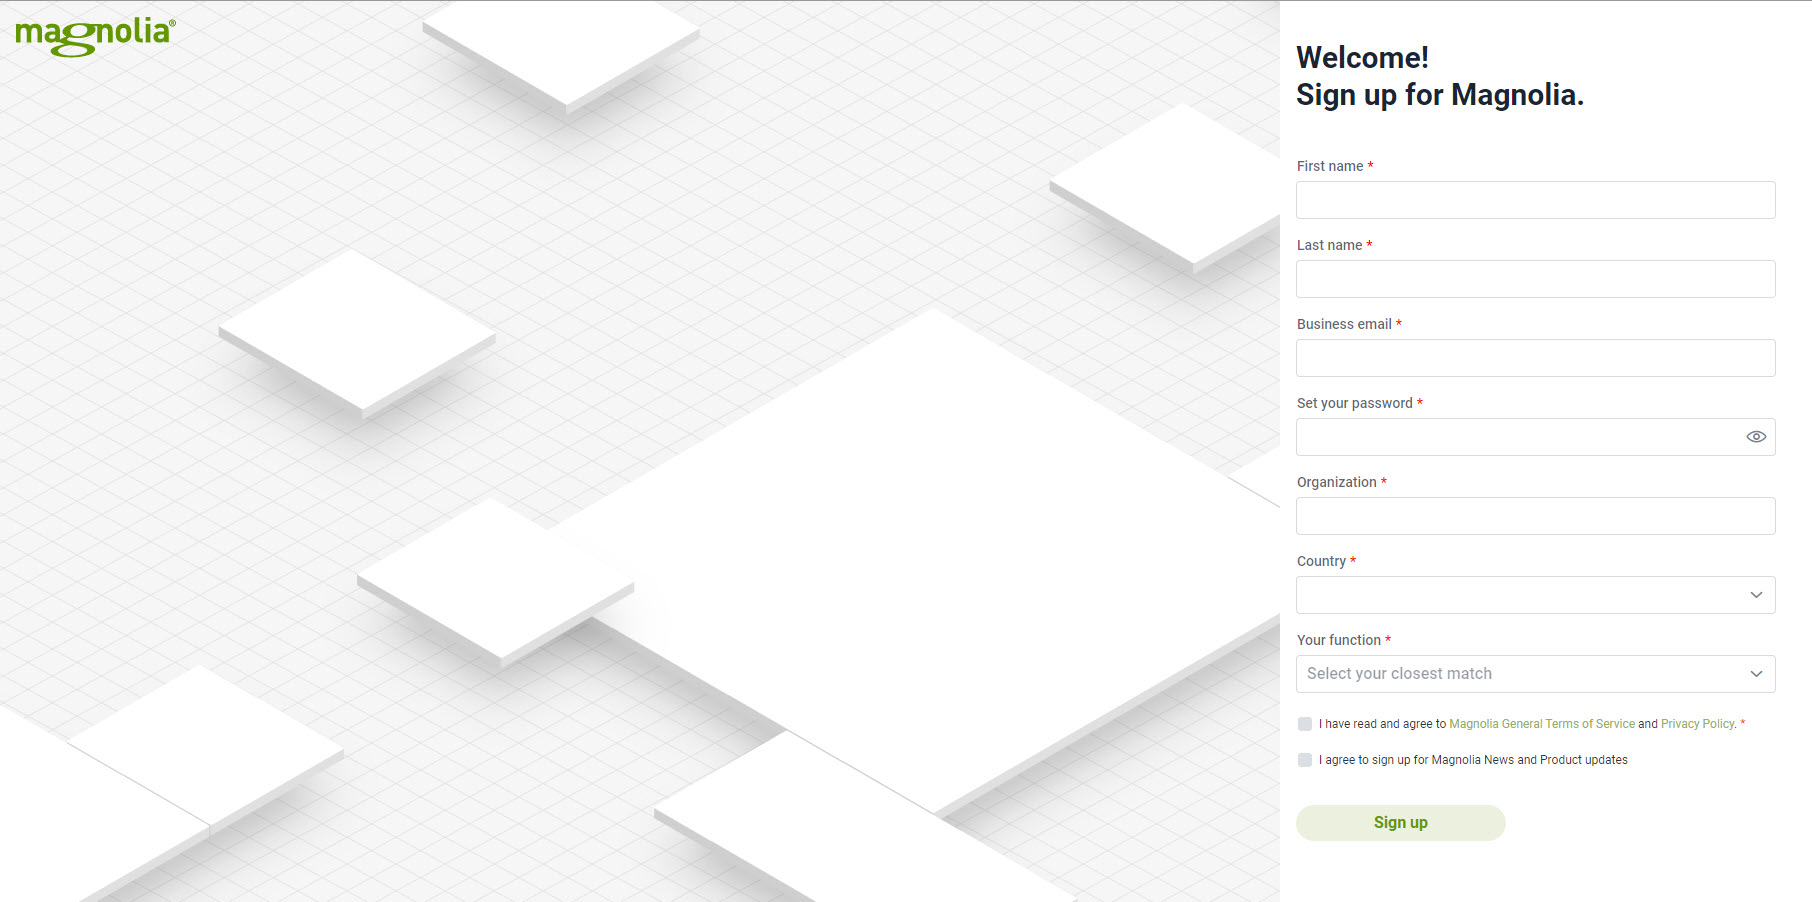 magnolia®
Welcome!
Sign up for Magnolia.
First name *
Last name *
Business email *
Set your password *
Organization *
Country *
Your function *
Select your closest match
I have read and agree to Magnolia General Terms of Service and Privacy Policy. *
I agree to sign up for Magnolia News and Product updates
Sign up